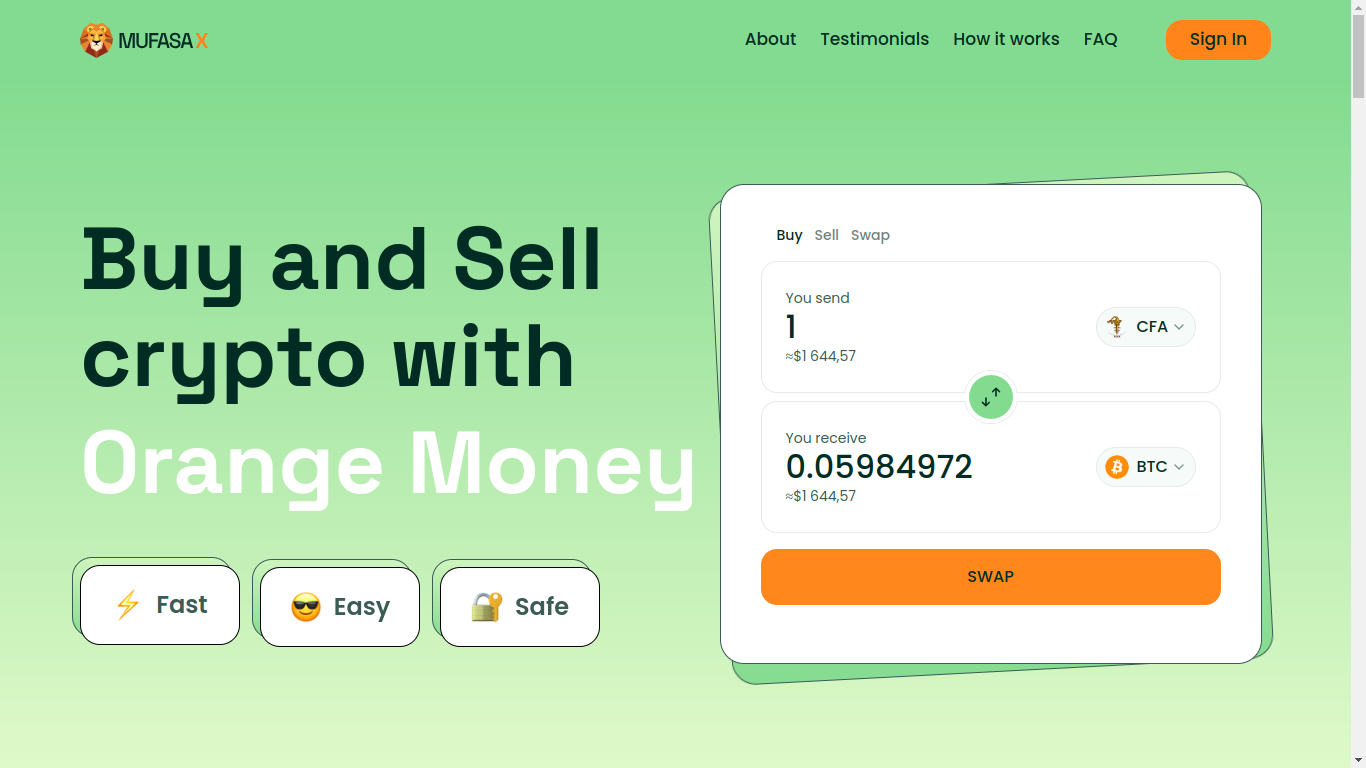 MUFASA X
About Testimonials How it works FAQ Sign In
Buy and Sell
crypto with
Orange Money
Fast Easy Safe
Buy Sell Swap
You send
1
CFA
≈$1 644,57
You receive
0.05984972
BTC
≈$1 644,57
SWAP